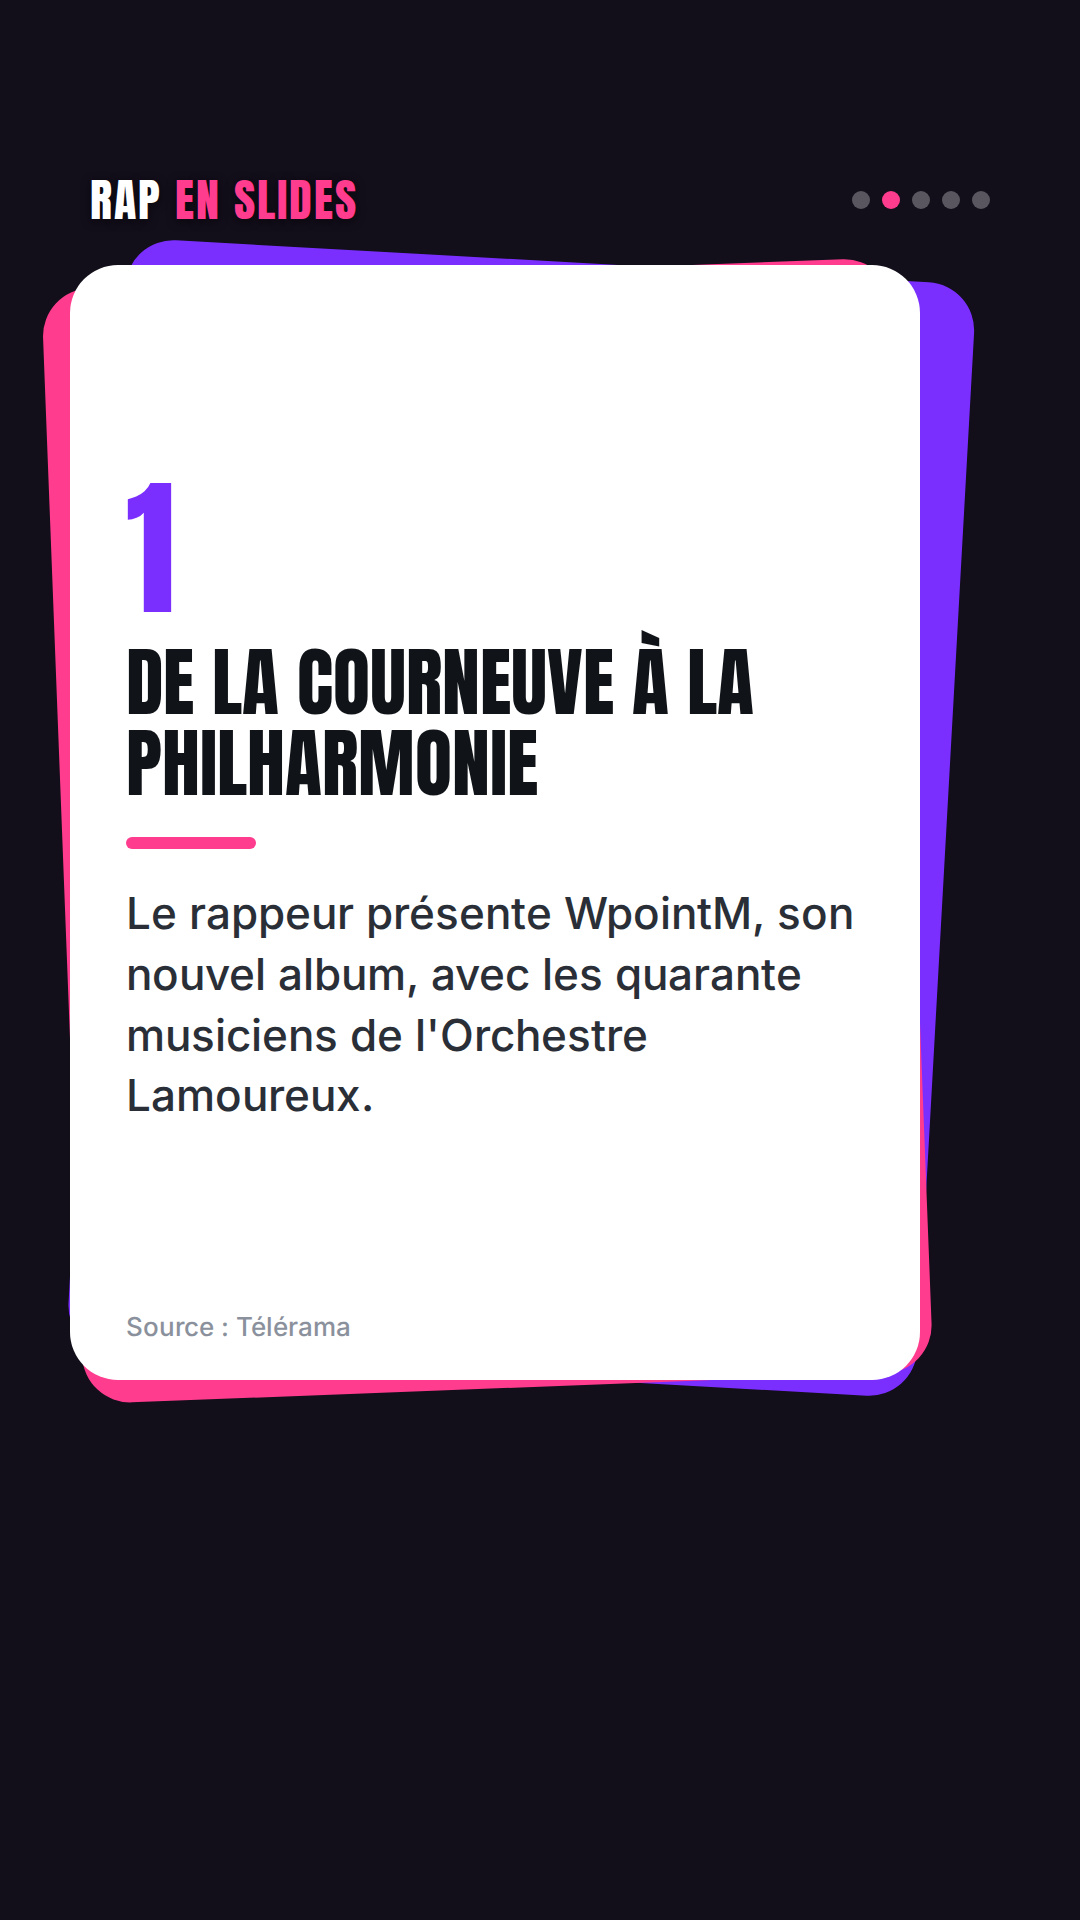 RAP EN SLIDES
1
DE LA COURNEUVE À LA
PHILHARMONIE
Le rappeur présente WpointM, son
nouvel album, avec les quarante
musiciens de l'Orchestre
Lamoureux.
Source : Télérama